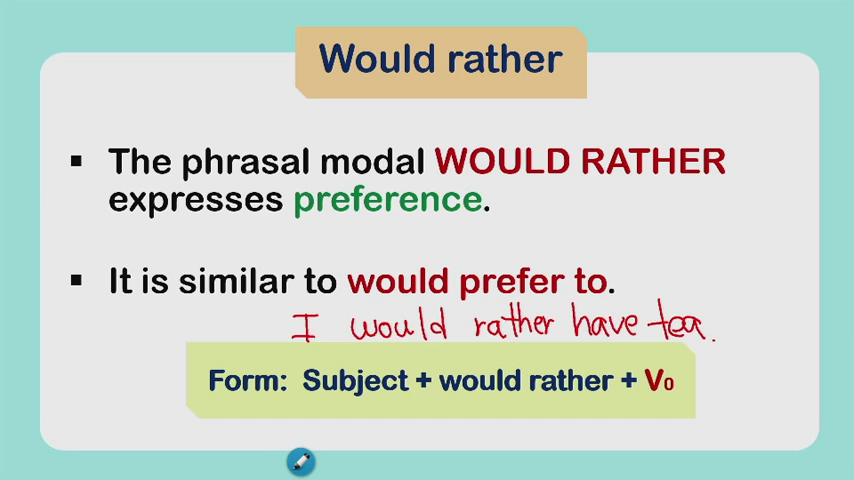 Would rather
▪ The phrasal modal WOULD RATHER
expresses preference.
▪ It is similar to would prefer to.
I would rather have tea.
Form: Subject + would rather + V₀